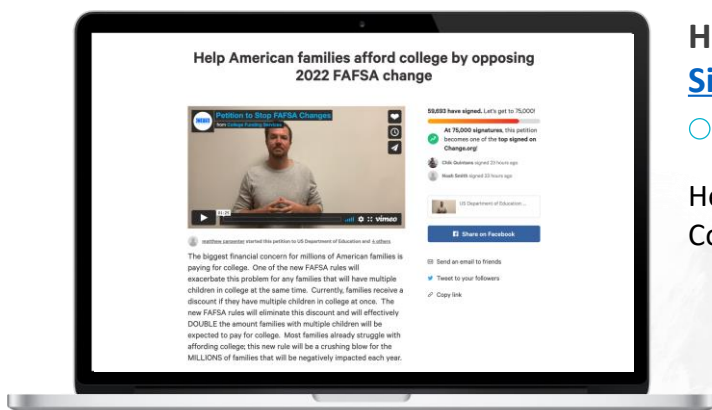 Help American families afford college by opposing
2022 FAFSA change
Petition to Stop FAFSA Changes
from College Funding Services
vimeo
matthew carpenter started this petition to US Department of Education and 4 others
The biggest financial concern for millions of American families is
paying for college. One of the new FAFSA rules will
exacerbate this problem for any families that will have multiple
children in college at the same time. Currently, families receive a
discount if they have multiple children in college at once. The
new FAFSA rules will eliminate this discount and will effectively
DOUBLE the amount families with multiple children will be
expected to pay for college. Most families already struggle with
affording college; this new rule will be a crushing blow for the
MILLIONS of families that will be negatively impacted each year.
59,693 have signed. Let's get to 75,000!
At 75,000 signatures, this petition
becomes one of the top signed on
Change.org!
signed 23 hours ago
Noah Smith signed 23 hours ago
US Department of Education ...
Share on Facebook
Send an email to friends
Tweet to your followers
Copy link
H
Si
He
Co